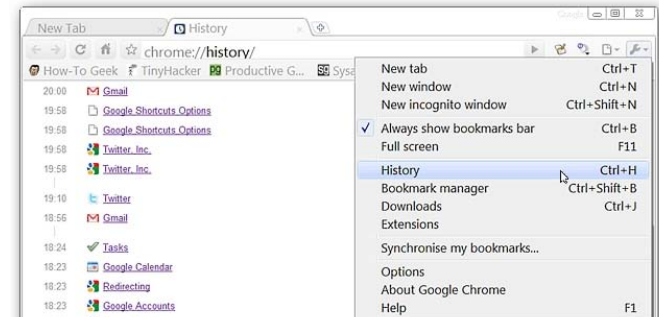 Google
New Tab
History
chrome://history/
How-To Geek
TinyHacker
Productive G...
Sysa
20:00 Gmail
19:58 Google Shortcuts Options
19:58 Google Shortcuts Options
19:58 Twitter, Inc.
19:58 Twitter, Inc.
19:10 Twitter
18:56 Gmail
18:24 Tasks
18:23 Google Calendar
18:23 Redirecting
18:23 Google Accounts
New tab Ctrl+T
New window Ctrl+N
New incognito window Ctrl+Shift+N
Always show bookmarks bar Ctrl+B
Full screen F11
History Ctrl+H
Bookmark manager Ctrl+Shift+B
Downloads Ctrl+J
Extensions
Synchronise my bookmarks...
Options
About Google Chrome
Help F1